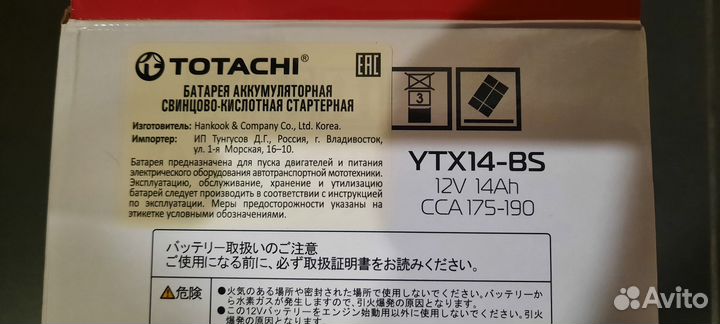 TOTACHI®
EAC
БАТАРЕЯ АККУМУЛЯТОРНАЯ
СВИНЦОВО-КИСЛОТНАЯ СТАРТЕРНАЯ
Изготовитель: Hankook & Company Co., Ltd. Korea.
Импортер: ИП Тунгусов Д.Г., Россия, г. Владивосток,
ул. 1-я Морская, 16-10.
Батарея предназначена для пуска двигателей и питания
электрического оборудования автотранспортной мототехники.
Эксплуатацию, обслуживание, хранение и утилизацию
батарей следует производить в соответствии с инструкцией
по эксплуатации. Меры предосторожности указаны на
этикетке условными обозначениями.
3
YTX14-BS
12V 14Ah
CCA 175-190
バッテリー取扱いのご注意
ご使用になる前に、必ず取扱証明書をお読みください。
⚠危険
●火気のある場所や密封された場所で使用しないでください。バッテリーか
ら水素ガスが発生しますので、引火爆発の原因となります。
●この12Vバッテリーをエンジン始動用以外に使用しないでください。引火
爆発の原因となります。
Avito